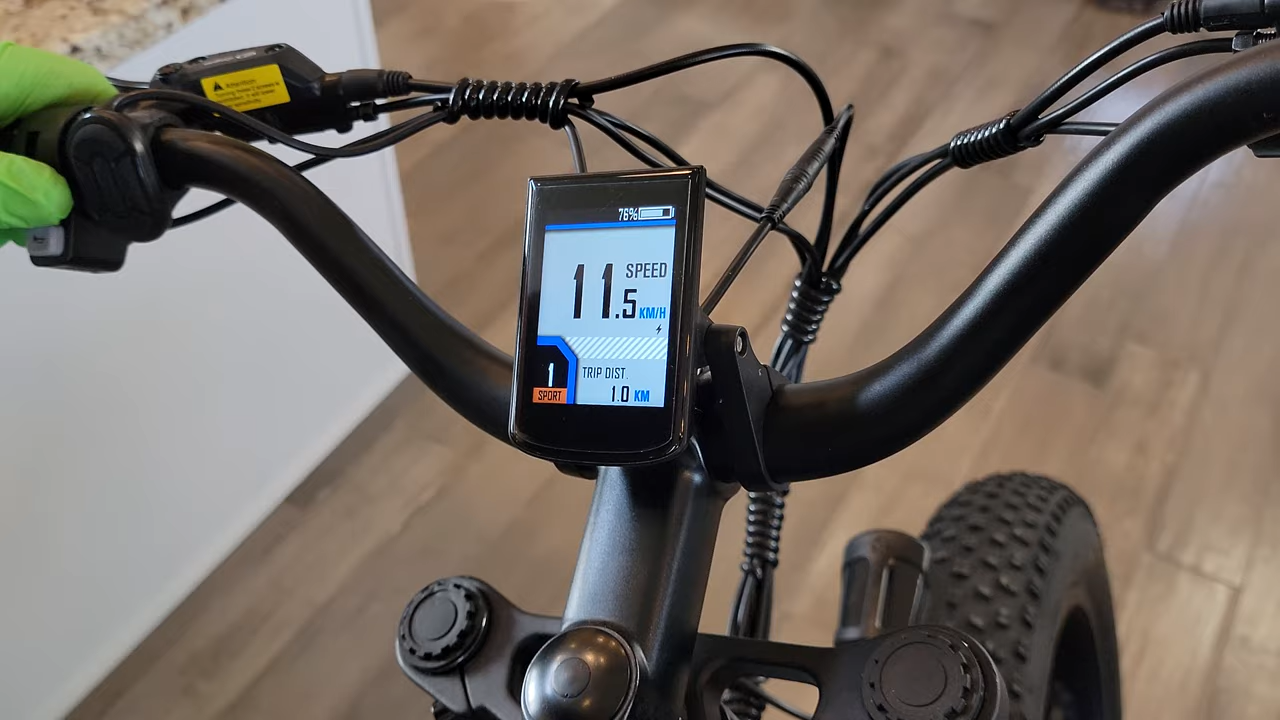 Attention
76%
SPEED
11.5 KM/H
TRIP DIST.
1
1.0 KM
SPORT